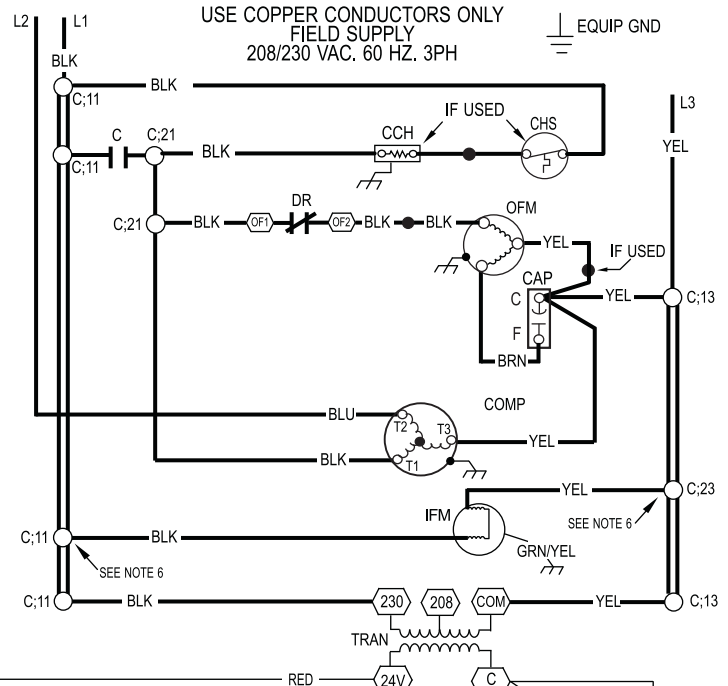 USE COPPER CONDUCTORS ONLY
FIELD SUPPLY
208/230 VAC. 60 HZ. 3PH
EQUIP GND
L2
L1
L3
BLK
C;11
BLK
IF USED
C
C;21
CCH
CHS
YEL
C;11
BLK
DR
OFM
C;21
BLK
OF1
OF2
BLK
BLK
YEL
IF USED
CAP
C
YEL
C;13
F
BRN
COMP
BLU
T2
T3
YEL
BLK
T1
YEL
C;23
IFM
SEE NOTE 6
C;11
BLK
GRN/YEL
SEE NOTE 6
C;11
BLK
230
208
COM
YEL
C;13
TRAN
RED
24V
C